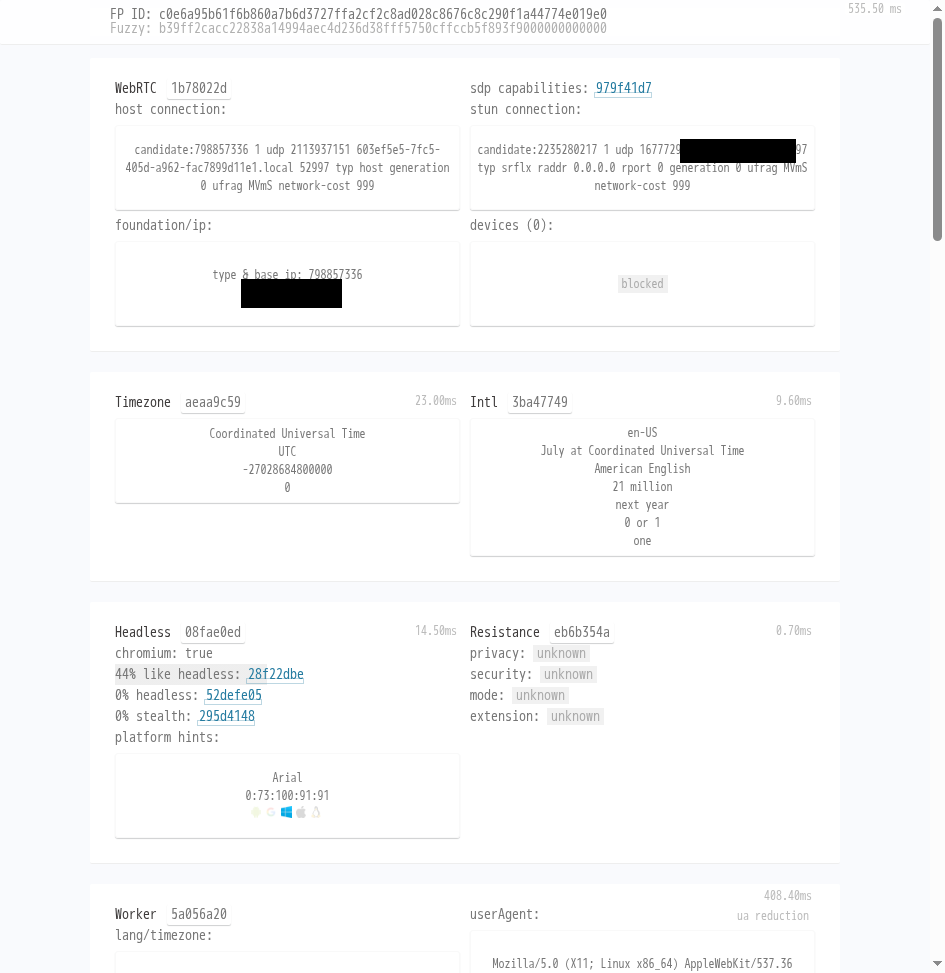 FP ID: c0e6a95b61f6b860a7b6d3727ffa2cf2c8ad028c8676c8c290f1a44774e019e0
535.50 ms
Fuzzy: b39ff2cacc22838a14994aec4d236d38fff5750cffccb5f893f9000000000000
WebRTC 1b78022d
host connection:
candidate:798857336 1 udp 2113937151 603ef5e5-7fc5-
405d-a962-fac7899d11e1.local 52997 typ host generation
0 ufrag MVmS network-cost 999
sdp capabilities: 979f41d7
stun connection:
candidate:2235280217 1 udp 1677729 97
typ srflx raddr 0.0.0.0 rport 0 generation 0 ufrag MVmS
network-cost 999
foundation/ip:
type & base ip: 798857336
devices (0):
blocked
Timezone aeaa9c59 23.00ms
Coordinated Universal Time
UTC
-27028684800000
0
Intl 3ba47749 9.60ms
en-US
July at Coordinated Universal Time
American English
21 million
next year
0 or 1
one
Headless 08fae0ed 14.50ms
chromium: true
44% like headless: 28f22dbe
0% headless: 52defe05
0% stealth: 295d4148
platform hints:
Arial
0:73:100:91:91
Resistance eb6b354a 0.70ms
privacy: unknown
security: unknown
mode: unknown
extension: unknown
Worker 5a056a20
lang/timezone:
408.40ms
userAgent: ua reduction
Mozilla/5.0 (X11; Linux x86_64) AppleWebKit/537.36